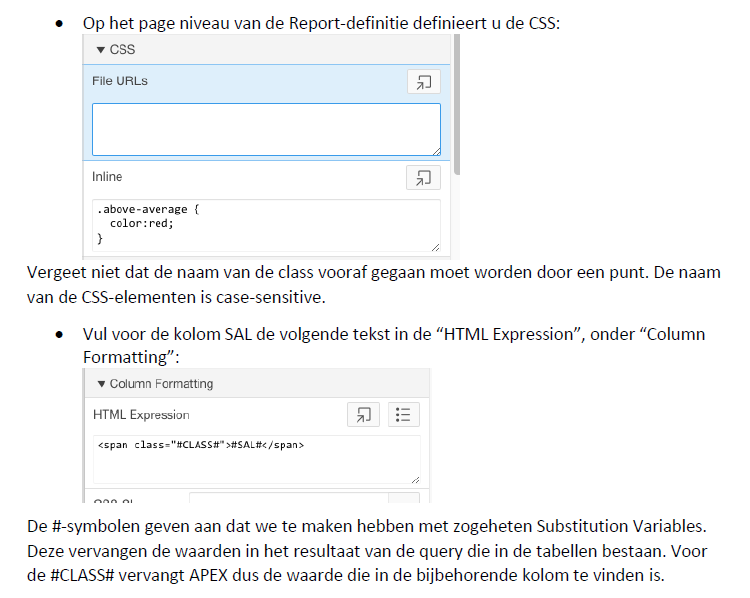 • Op het page niveau van de Report-definitie definieert u de CSS:
▼ CSS
File URLs
Inline
.above-average {
color:red;
}
Vergeet niet dat de naam van de class vooraf gegaan moet worden door een punt. De naam
van de CSS-elementen is case-sensitive.
• Vul voor de kolom SAL de volgende tekst in de “HTML Expression”, onder “Column
Formatting”:
▼ Column Formatting
HTML Expression
<span class="#CLASS#">#SAL#</span>
De #-symbolen geven aan dat we te maken hebben met zogeheten Substitution Variables.
Deze vervangen de waarden in het resultaat van de query die in de tabellen bestaan. Voor
de #CLASS# vervangt APEX dus de waarde die in de bijbehorende kolom te vinden is.